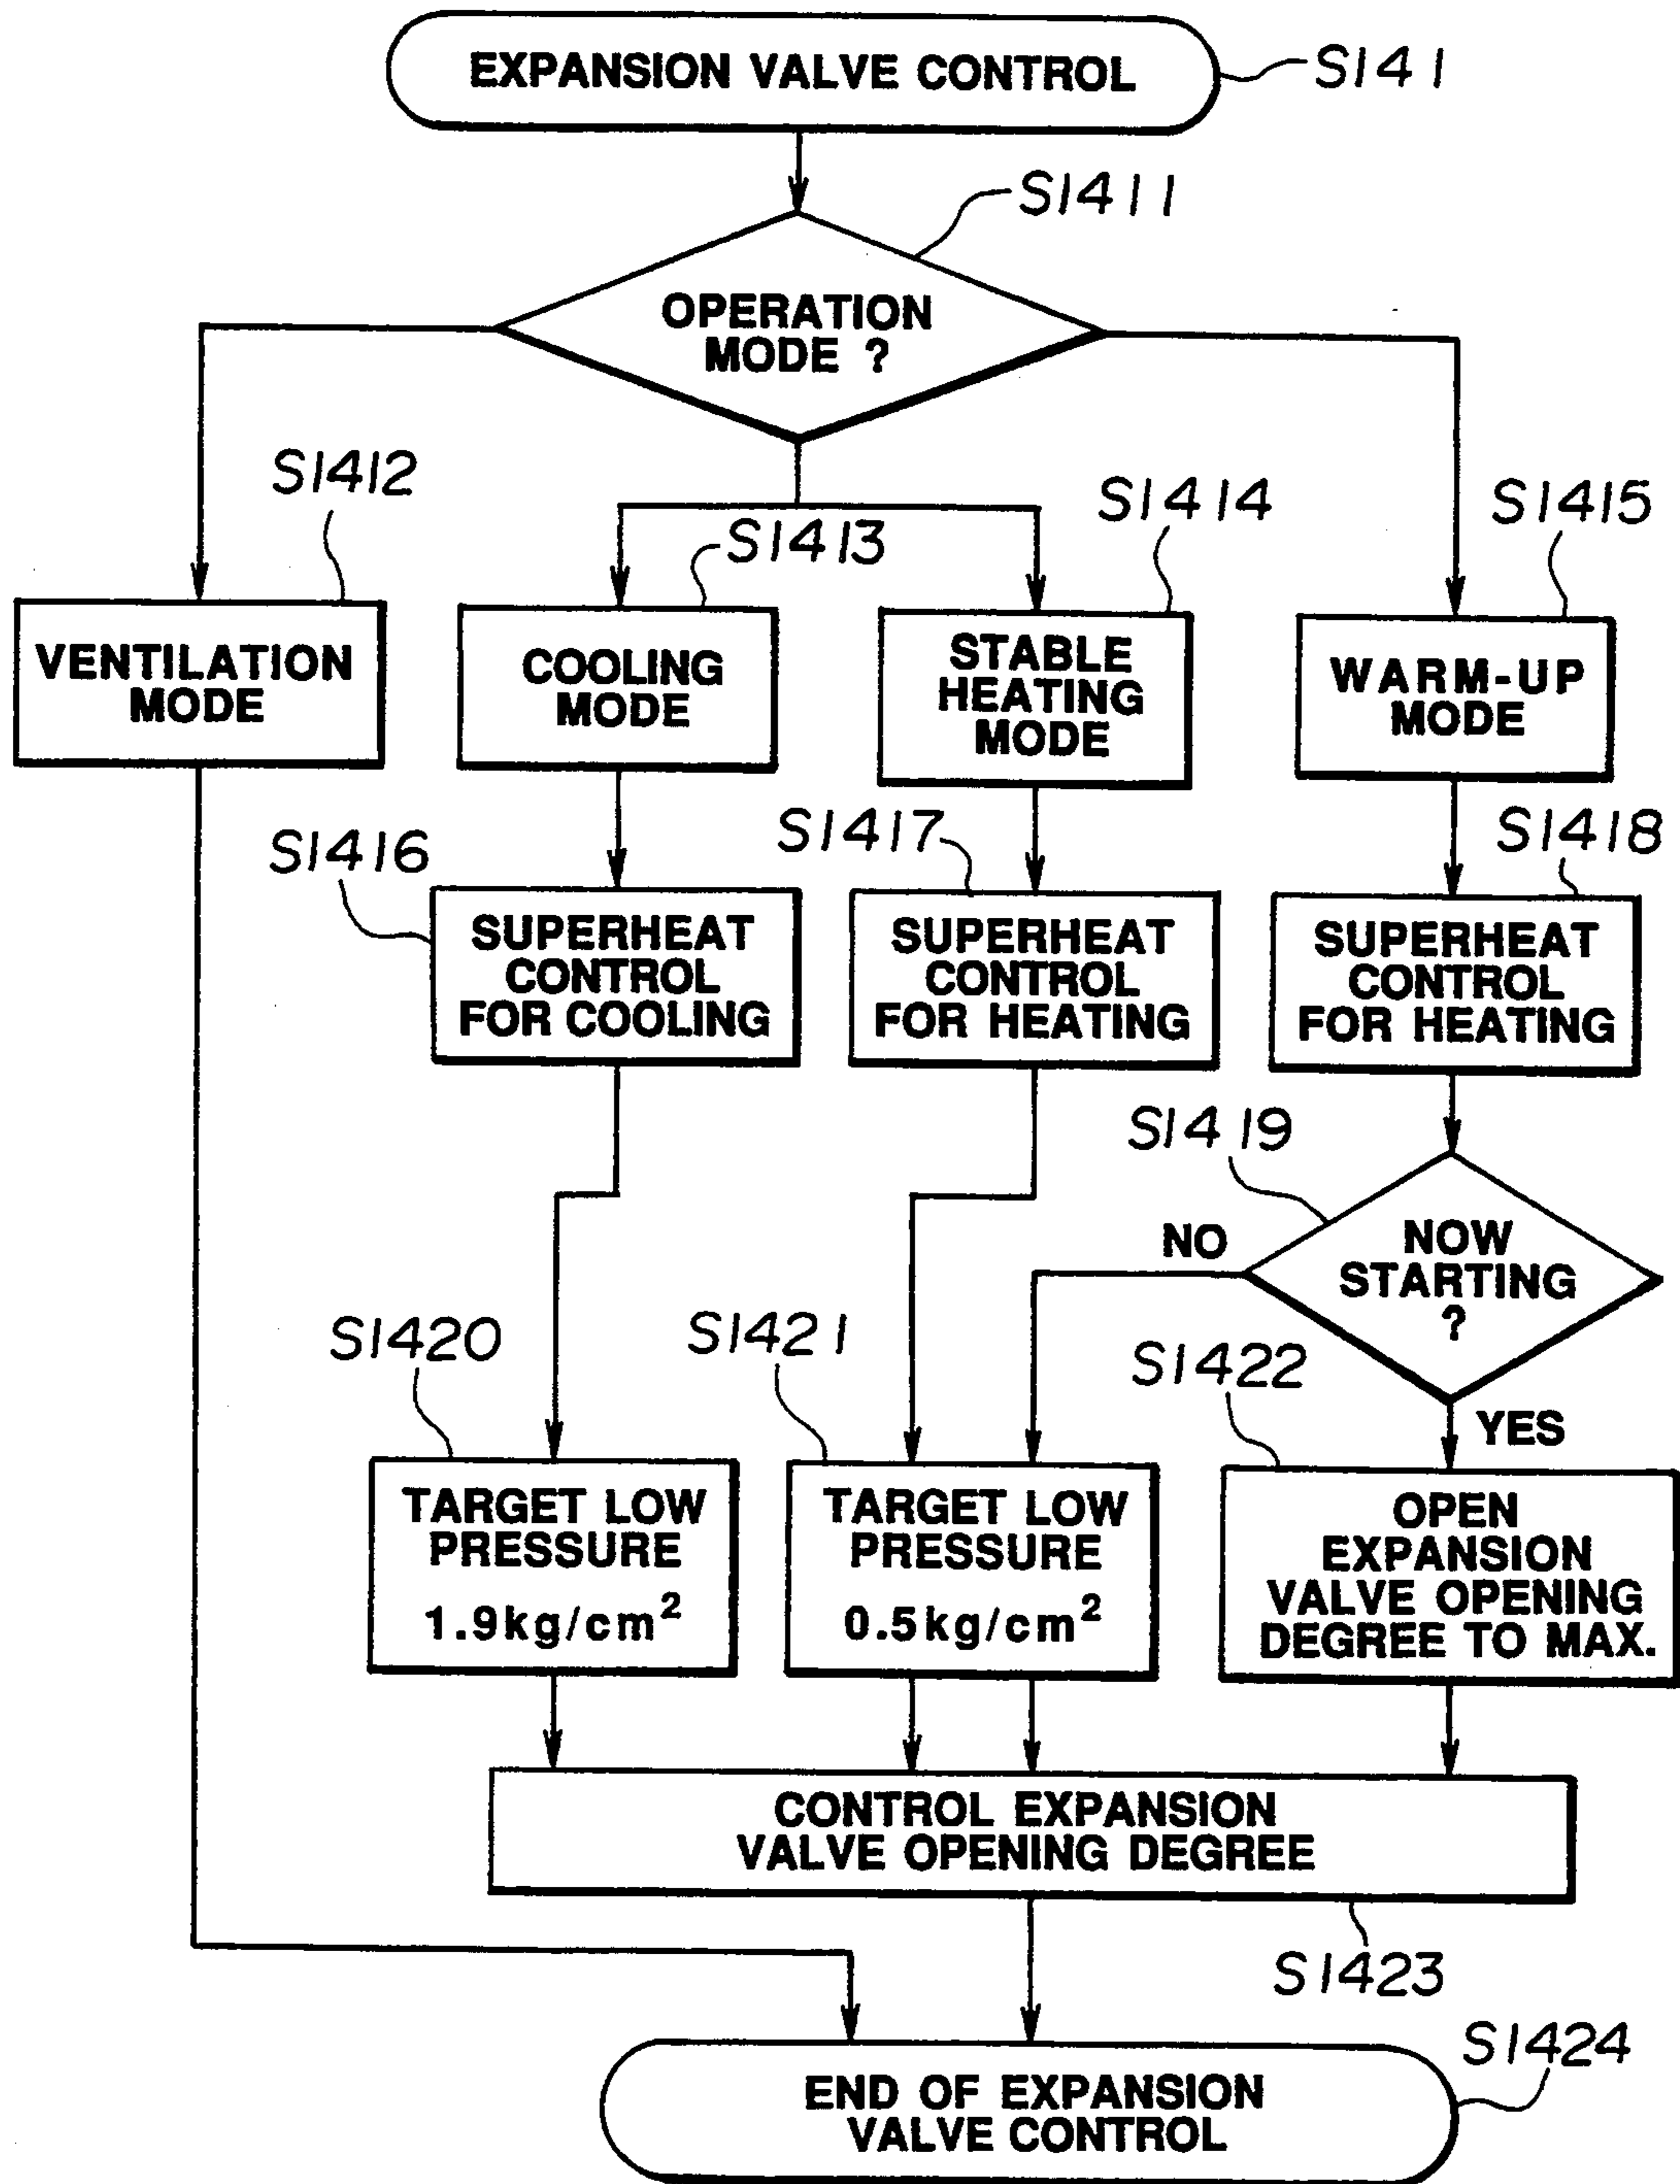 EXPANSION VALVE CONTROL
S141
S1411
OPERATION
MODE ?
S1412
S1413
S1414
S1415
VENTILATION
MODE
COOLING
MODE
STABLE
HEATING
MODE
WARM-UP
MODE
S1416
S1417
S1418
SUPERHEAT
CONTROL
FOR COOLING
SUPERHEAT
CONTROL
FOR HEATING
SUPERHEAT
CONTROL
FOR HEATING
S1419
NO
NOW
STARTING
?
YES
S1420
S1421
S1422
TARGET LOW
PRESSURE
1.9kg/cm²
TARGET LOW
PRESSURE
0.5kg/cm²
OPEN
EXPANSION
VALVE OPENING
DEGREE TO MAX.
CONTROL EXPANSION
VALVE OPENING DEGREE
S1423
S1424
END OF EXPANSION
VALVE CONTROL